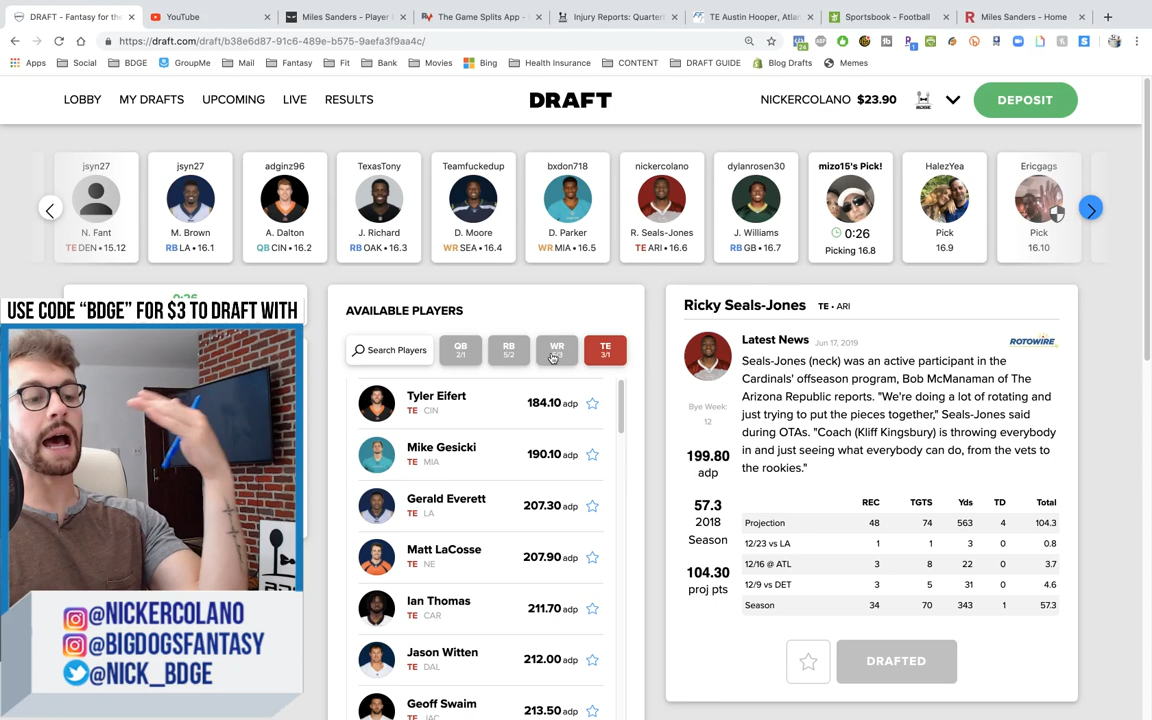 DRAFT - Fantasy for the
YouTube
Miles Sanders - Player
The Game Splits App -
Injury Reports: Quarter
TE Austin Hooper, Atlan
Sportsbook - Football
Miles Sanders - Home
https://draft.com/draft/b38e6d87-91c6-489e-b575-9aefa3f9aa4c/
Apps Social BDGE GroupMe Mail Fantasy Fit Bank Movies Bing Health Insurance CONTENT DRAFT GUIDE Blog Drafts Memes
LOBBY MY DRAFTS UPCOMING LIVE RESULTS
DRAFT
NICKERCOLANO $23.90
DEPOSIT
jsyn27
N. Fant
TE DEN • 15.12
jsyn27
M. Brown
RB LA • 16.1
adginz96
A. Dalton
QB CIN • 16.2
TexasTony
J. Richard
RB OAK • 16.3
Teamfuckedup
D. Moore
WR SEA • 16.4
bxdon718
D. Parker
WR MIA • 16.5
nickercolano
R. Seals-Jones
TE ARI • 16.6
dylanrosen30
J. Williams
RB GB • 16.7
mizo15's Pick!
0:26
Picking 16.8
HalezYea
Pick
16.9
Ericgags
Pick
16.10
USE CODE "BDGE" FOR $3 TO DRAFT WITH
@NICKERCOLANO
@BIGDOGSFANTASY
@NICK_BDGE
AVAILABLE PLAYERS
Search Players
QB
2/1
RB
5/2
WR
TE
3/1
Tyler Eifert
TE CIN
184.10 adp
Mike Gesicki
TE MIA
190.10 adp
Gerald Everett
TE LA
207.30 adp
Matt LaCosse
TE NE
207.90 adp
Ian Thomas
TE CAR
211.70 adp
Jason Witten
TE DAL
212.00 adp
Geoff Swaim
TE JAC
213.50 adp
Ricky Seals-Jones TE • ARI
Latest News Jun 17, 2019
ROTOWIRE
Seals-Jones (neck) was an active participant in the
Cardinals' offseason program, Bob McManaman of The
Arizona Republic reports. "We're doing a lot of rotating and
just trying to put the pieces together," Seals-Jones said
during OTAs. "Coach (Kliff Kingsbury) is throwing everybody
in and just seeing what everybody can do, from the vets to
the rookies."
Bye Week:
12
199.80
adp
57.3
2018
Season
104.30
proj pts
REC TGTS Yds TD Total
Projection 48 74 563 4 104.3
12/23 vs LA 1 1 3 0 0.8
12/16 @ ATL 3 8 22 0 3.7
12/9 vs DET 3 5 31 0 4.6
Season 34 70 343 1 57.3
DRAFTED